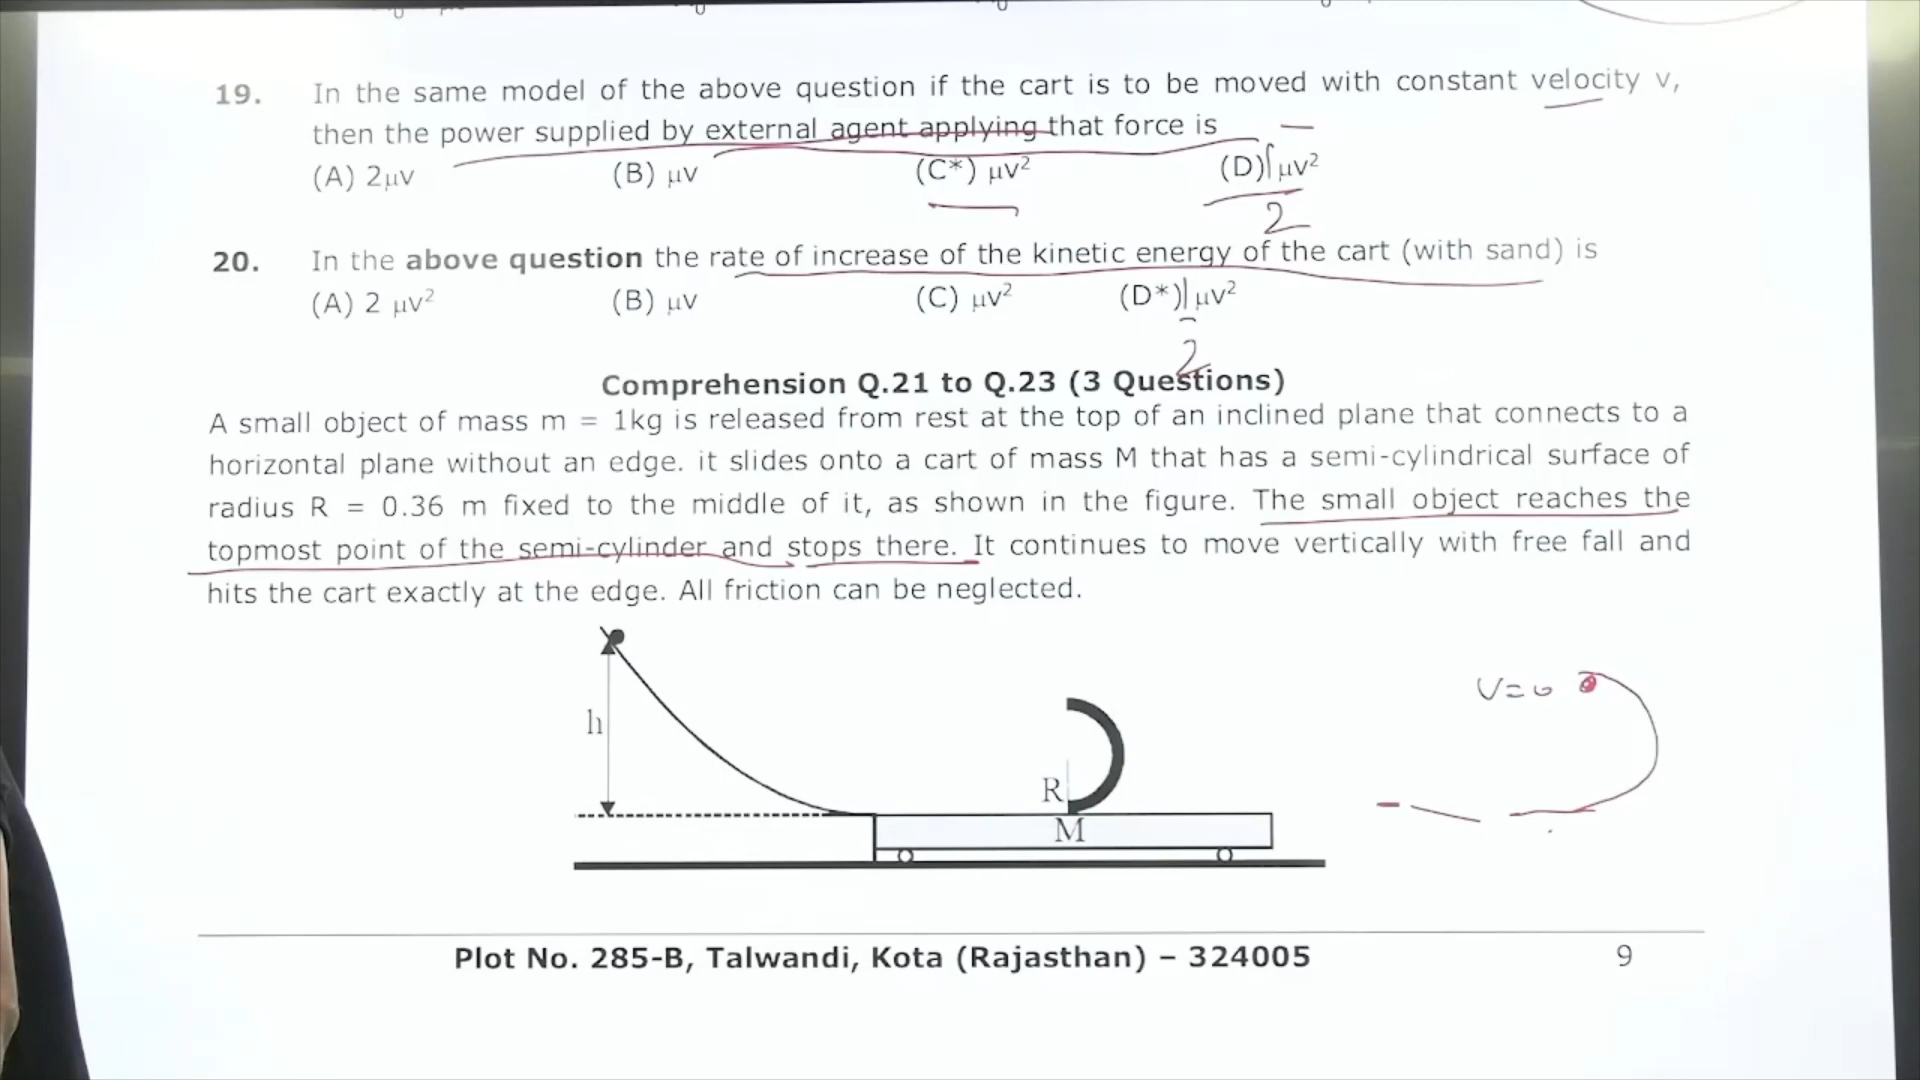 19. In the same model of the above question if the cart is to be moved with constant velocity v,
then the power supplied by external agent applying that force is
(A) 2μv (B) μv (C*) μv² (D) μv²
2
20. In the above question the rate of increase of the kinetic energy of the cart (with sand) is
(A) 2 μv² (B) μv (C) μv² (D*) μv²
2
Comprehension Q.21 to Q.23 (3 Questions)
A small object of mass m = 1kg is released from rest at the top of an inclined plane that connects to a
horizontal plane without an edge. it slides onto a cart of mass M that has a semi-cylindrical surface of
radius R = 0.36 m fixed to the middle of it, as shown in the figure. The small object reaches the
topmost point of the semi-cylinder and stops there. It continues to move vertically with free fall and
hits the cart exactly at the edge. All friction can be neglected.
V=0
h
R
M
Plot No. 285-B, Talwandi, Kota (Rajasthan) – 324005 9